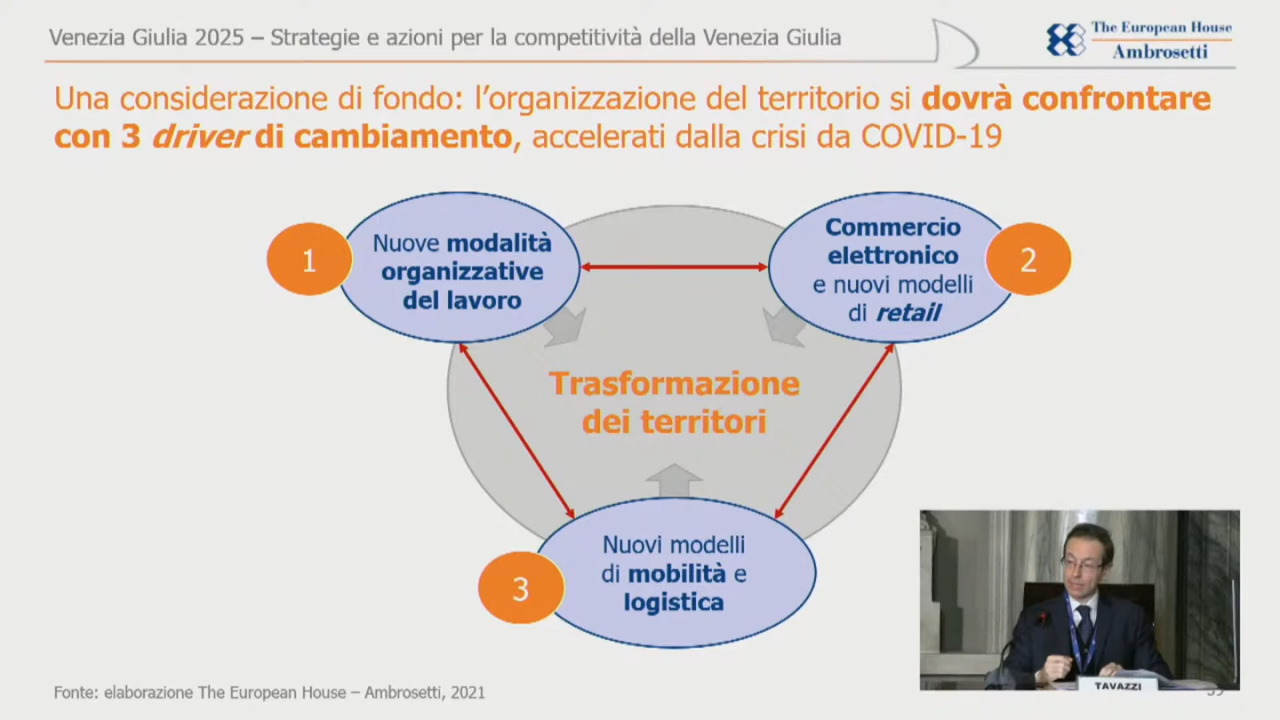 Venezia Giulia 2025 – Strategie e azioni per la competitività della Venezia Giulia
The European House
Ambrosetti
Una considerazione di fondo: l’organizzazione del territorio si dovrà confrontare
con 3 driver di cambiamento, accelerati dalla crisi da COVID-19
1
Nuove modalità
organizzative
del lavoro
Commercio
elettronico
e nuovi modelli
di retail
2
Trasformazione
dei territori
3
Nuovi modelli
di mobilità e
logistica
TAVAZZI
Fonte: elaborazione The European House – Ambrosetti, 2021